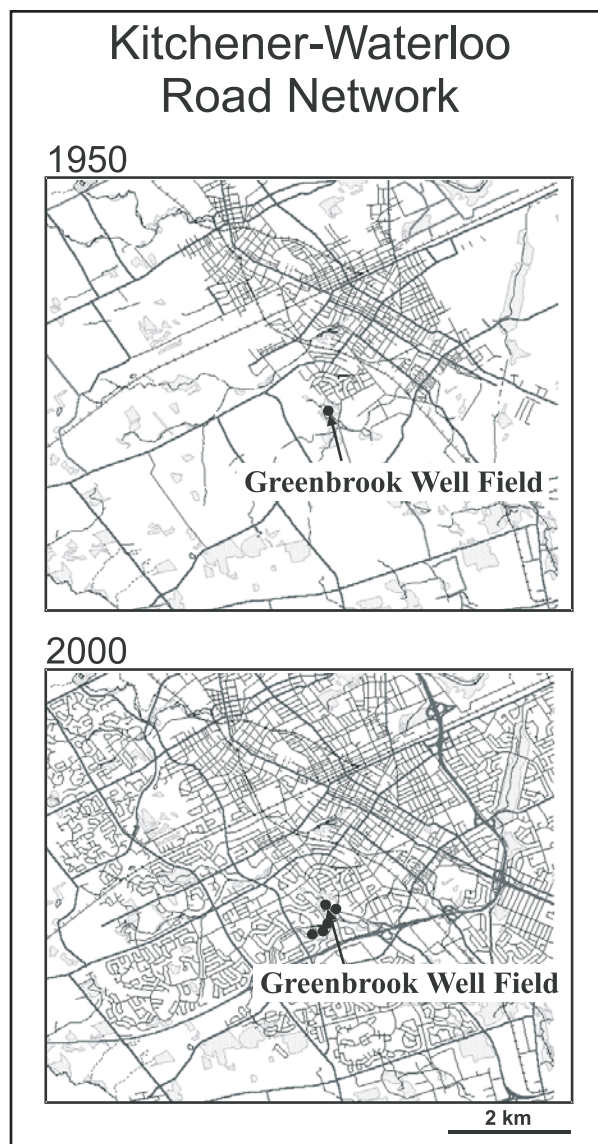 Kitchener-Waterloo
Road Network
1950
Greenbrook Well Field
2000
Greenbrook Well Field
2 km